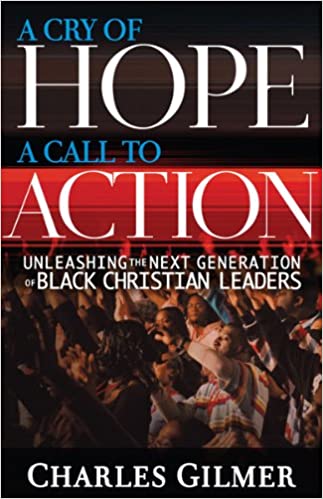 A CRY OF
HOPE
A CALL TO
ACTION
UNLEASHING THE NEXT GENERATION
OF BLACK CHRISTIAN LEADERS
CHARLES GILMER